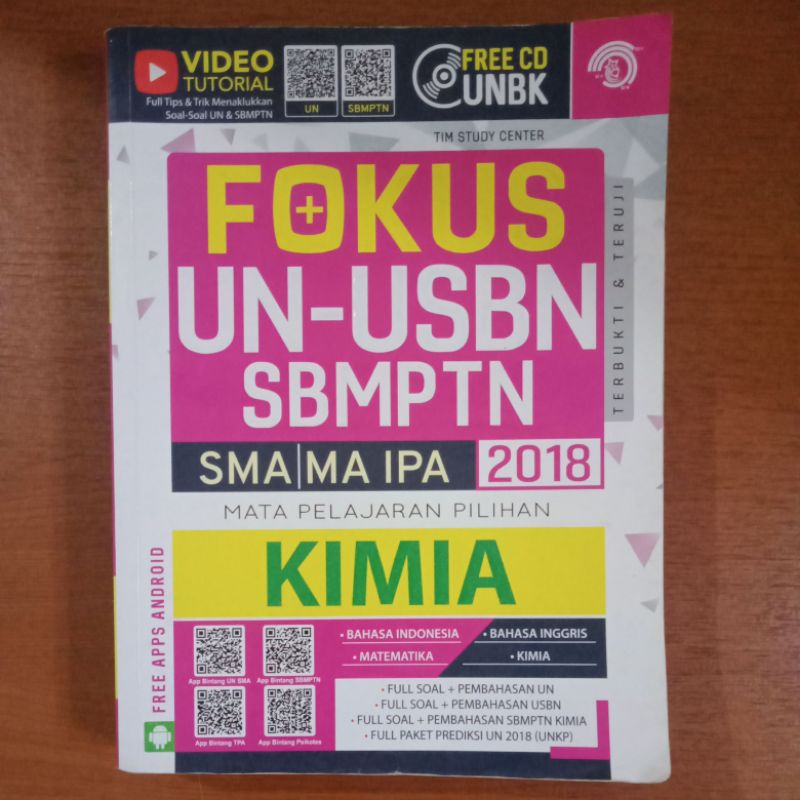 VIDEO
TUTORIAL
Full Tips & Trik Menaklukkan
Soal-Soal UN & SBMPTN
UN
SBMPTN
FREE CD
UNBK
TIM STUDY CENTER
FOKUS
UN-USBN
SBMPTN
TERBUKTI & TERUJI
SMA|MA IPA 2018
MATA PELAJARAN PILIHAN
KIMIA
FREE APPS ANDROID
App Bintang UN SMA
App Bintang SBMPTN
App Bintang TPA
App Bintang Psikotes
• BAHASA INDONESIA
• BAHASA INGGRIS
• MATEMATIKA
• KIMIA
• FULL SOAL + PEMBAHASAN UN
• FULL SOAL + PEMBAHASAN USBN
• FULL SOAL + PEMBAHASAN SBMPTN KIMIA
• FULL PAKET PREDIKSI UN 2018 (UNKP)